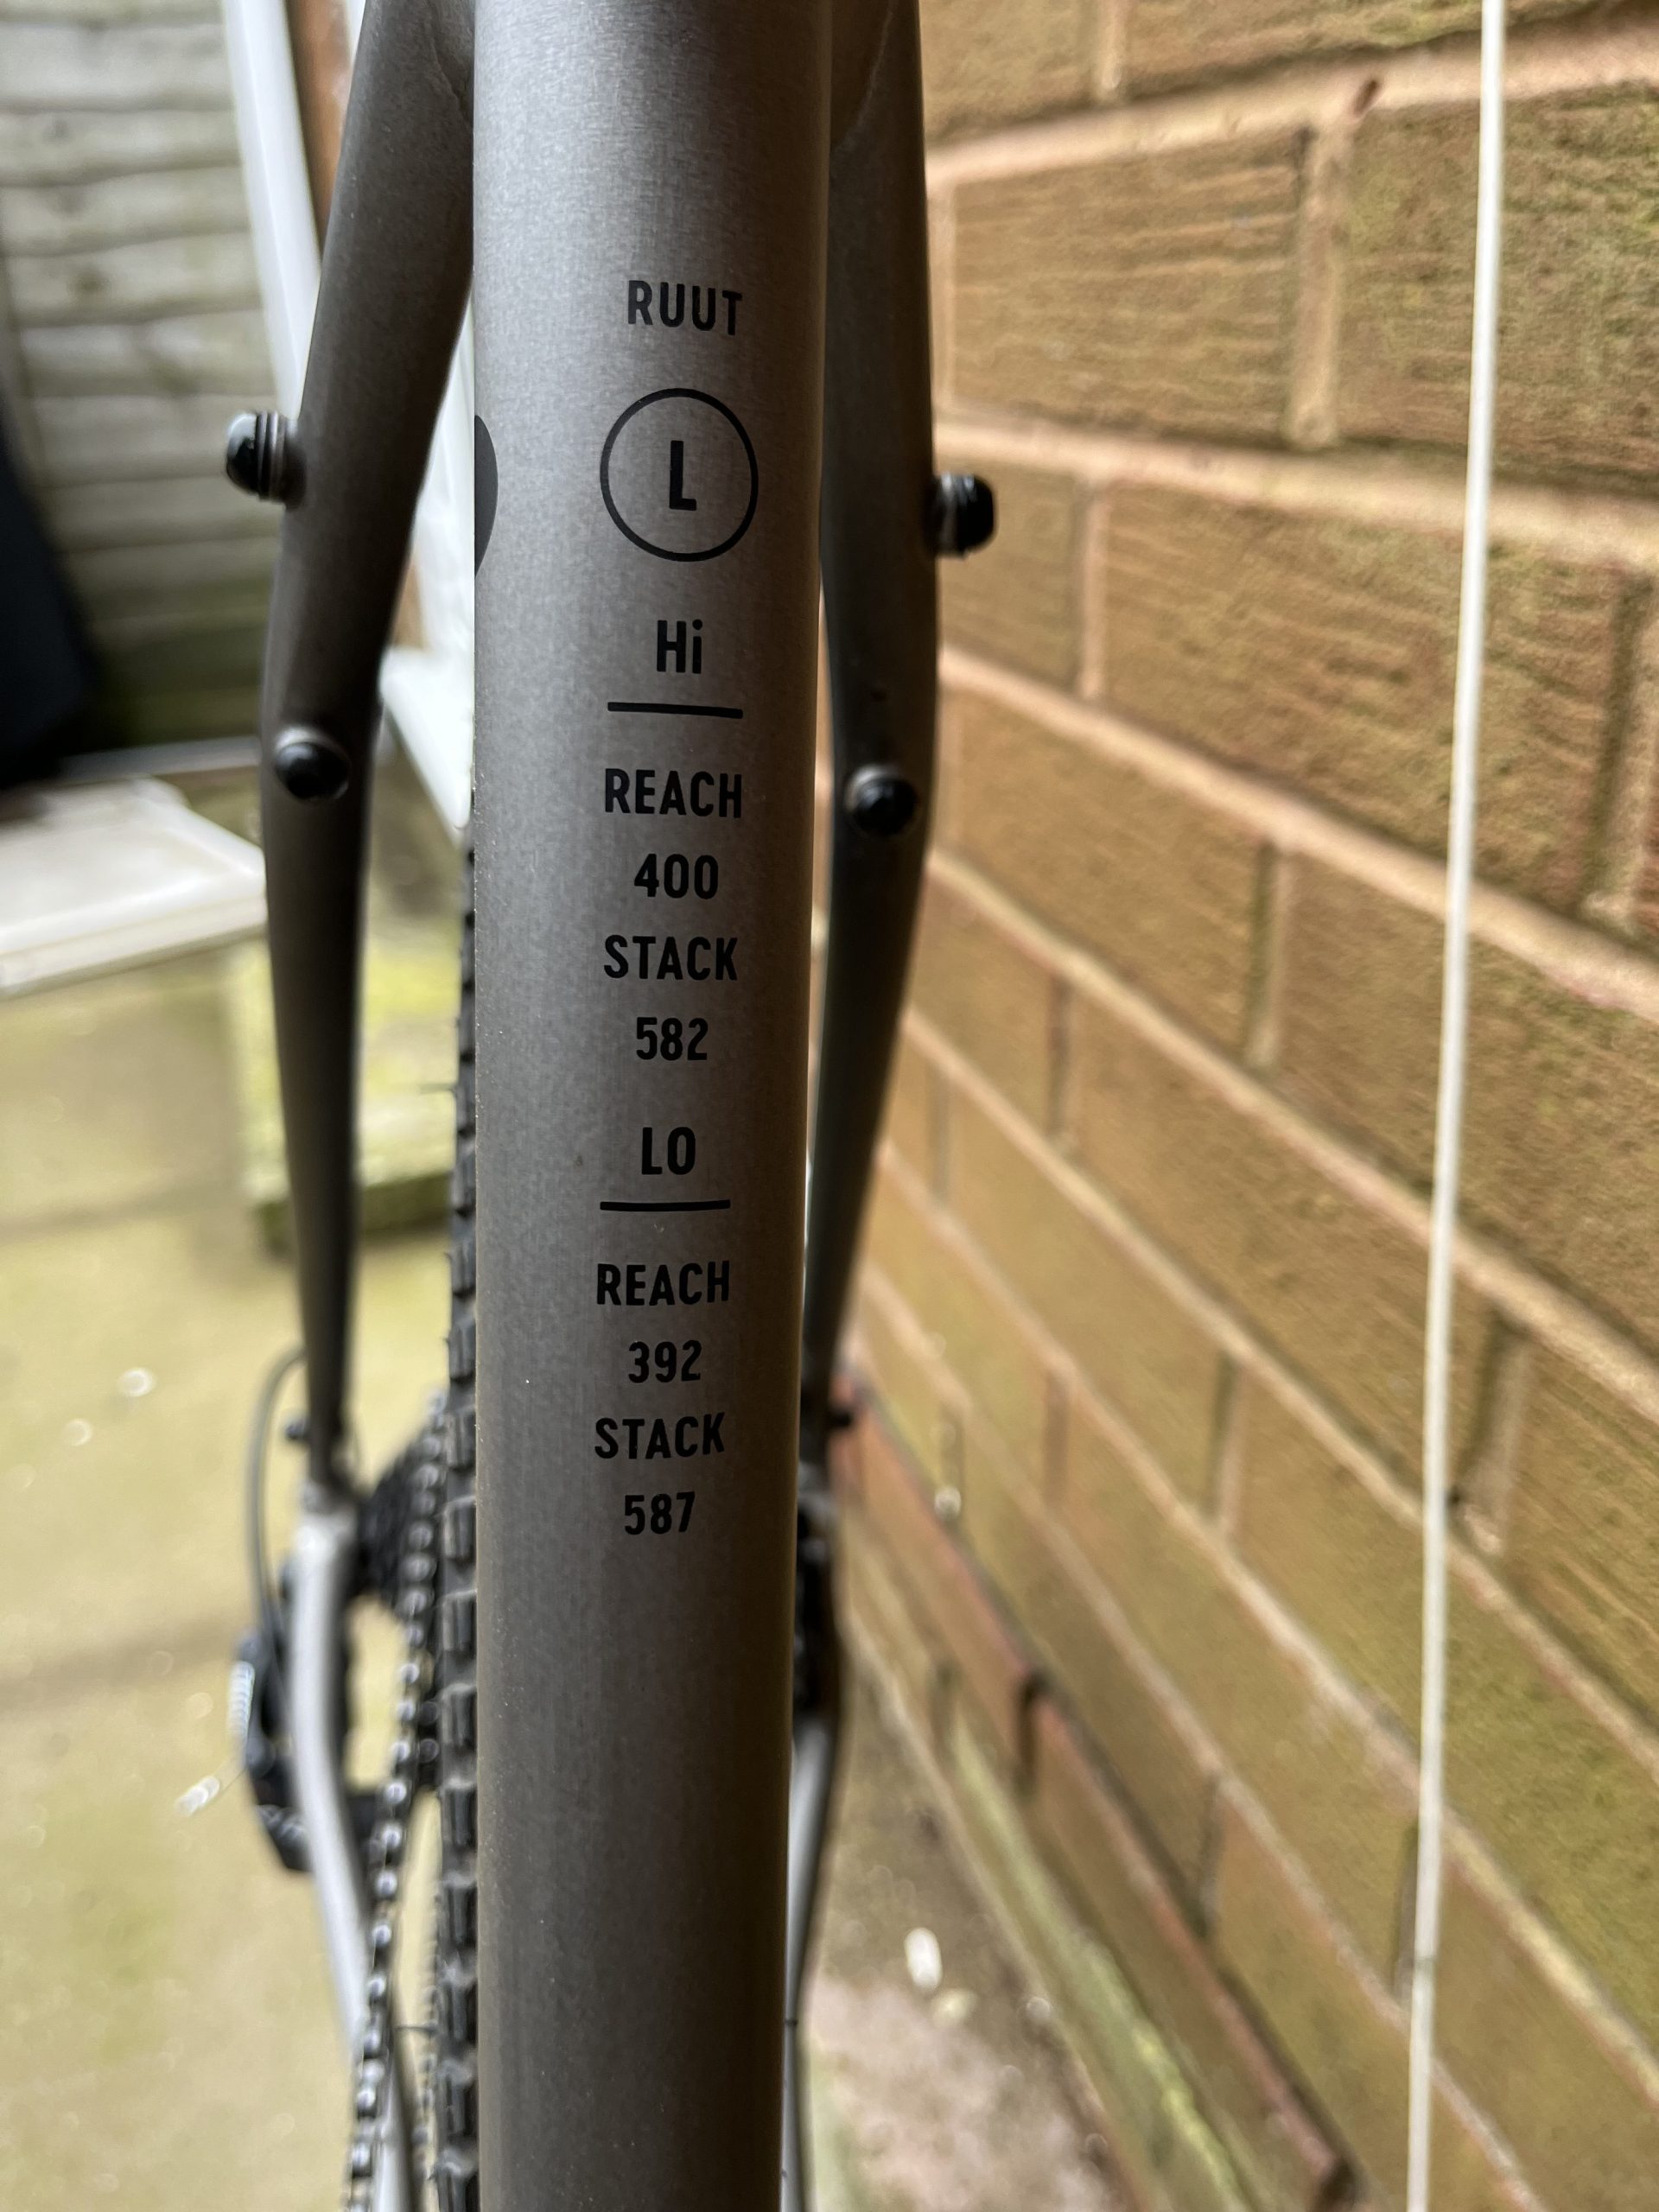 RUUT
L
Hi
REACH
400
STACK
582
LO
REACH
392
STACK
587